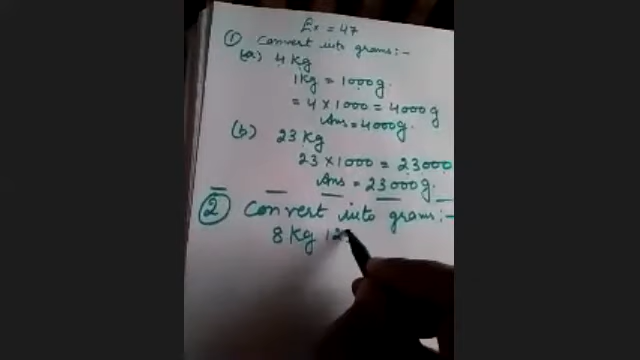 Ex = 47
① Convert into grams:-
(a) 4 Kg
1Kg = 1000g.
= 4 × 1000 = 4000 g
Ans = 4000g.
(b) 23 Kg
23 × 1000 = 23000
Ans = 23000g.
② Convert into grams:-
8 Kg 12